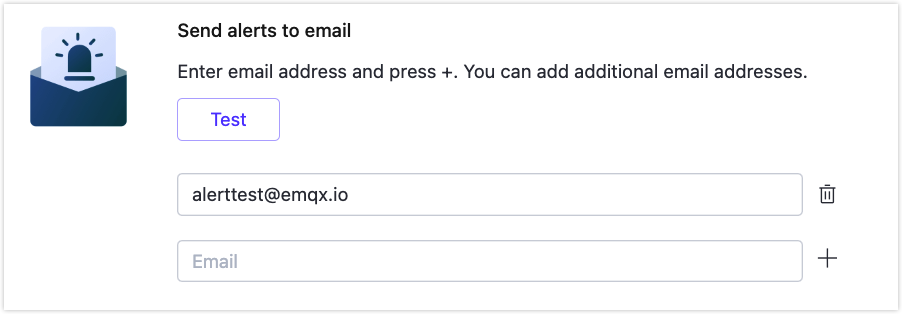 Send alerts to email
Enter email address and press +. You can add additional email addresses.
Test
alerttest@emqx.io
Email